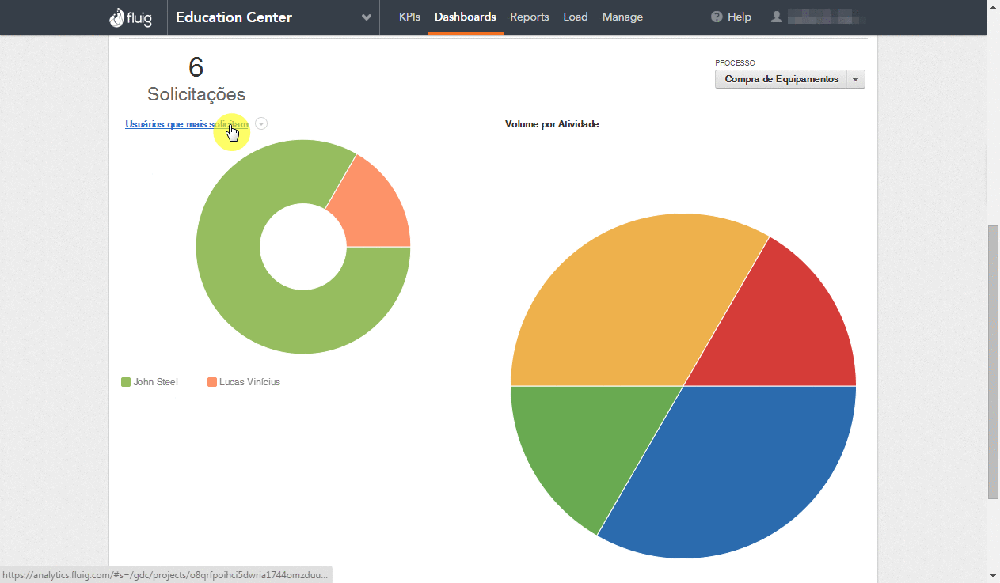 fluig
Education Center
KPIs Dashboards Reports Load Manage
Help
6
Solicitações
PROCESSO
Compra de Equipamentos
Usuários que mais solicitam
Volume por Atividade
John Steel
Lucas Vinícius
https://analytics.fluig.com/#s=/gdc/projects/o8qrfpoihci5dwria1744omzduu...